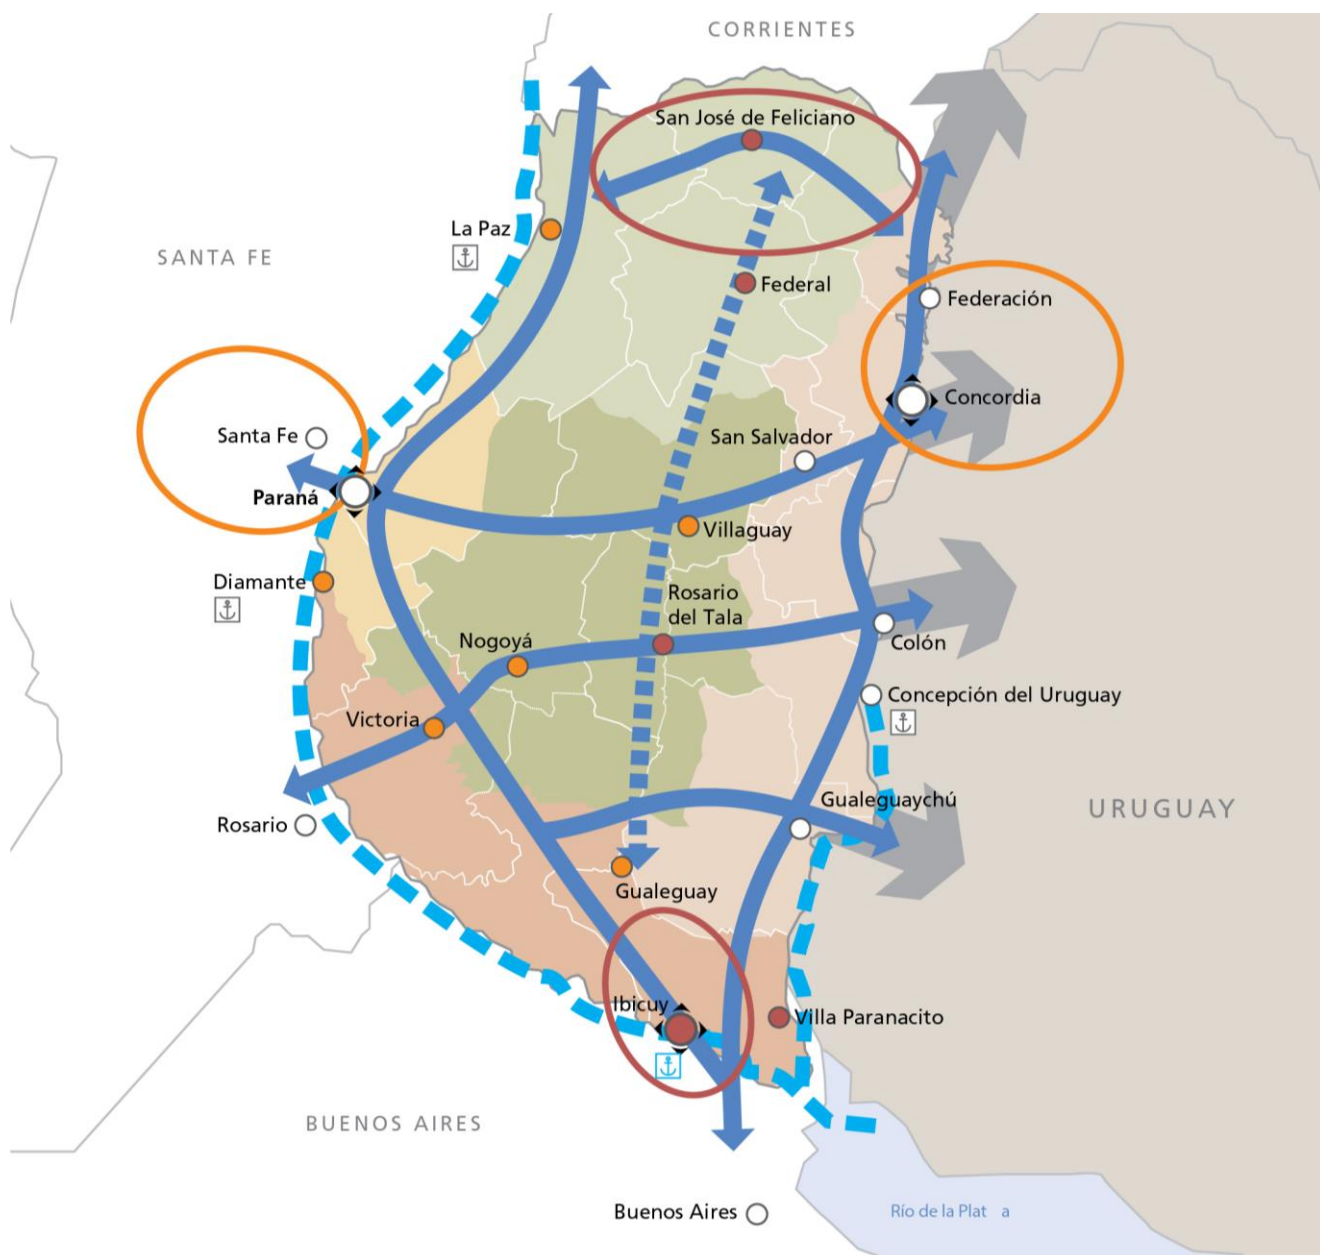 CORRIENTES
San José de Feliciano
La Paz
SANTA FE
Federal
Federación
Concordia
Santa Fe
San Salvador
Paraná
Villaguay
Diamante
Rosario
del Tala
Nogoyá
Colón
Concepción del Uruguay
Victoria
Gualeguaychú
URUGUAY
Rosario
Gualeguay
Ibicuy
Villa Paranacito
BUENOS AIRES
Buenos Aires
Río de la Plat a